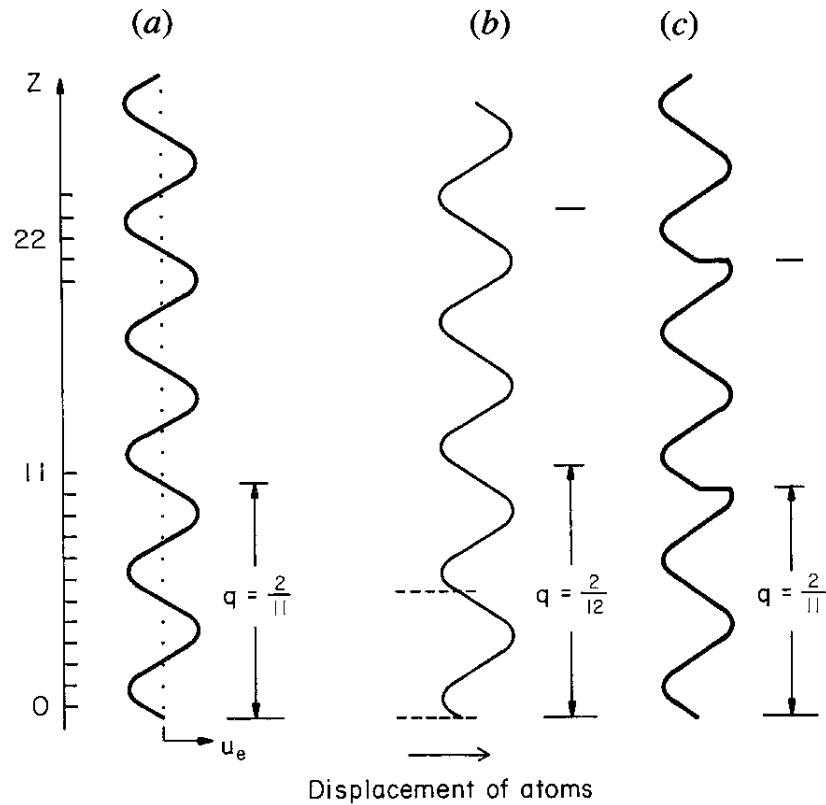 (a) (b) (c)
Z
22
11
0
q = 2/11
q = 2/12
q = 2/11
u_e
Displacement of atoms